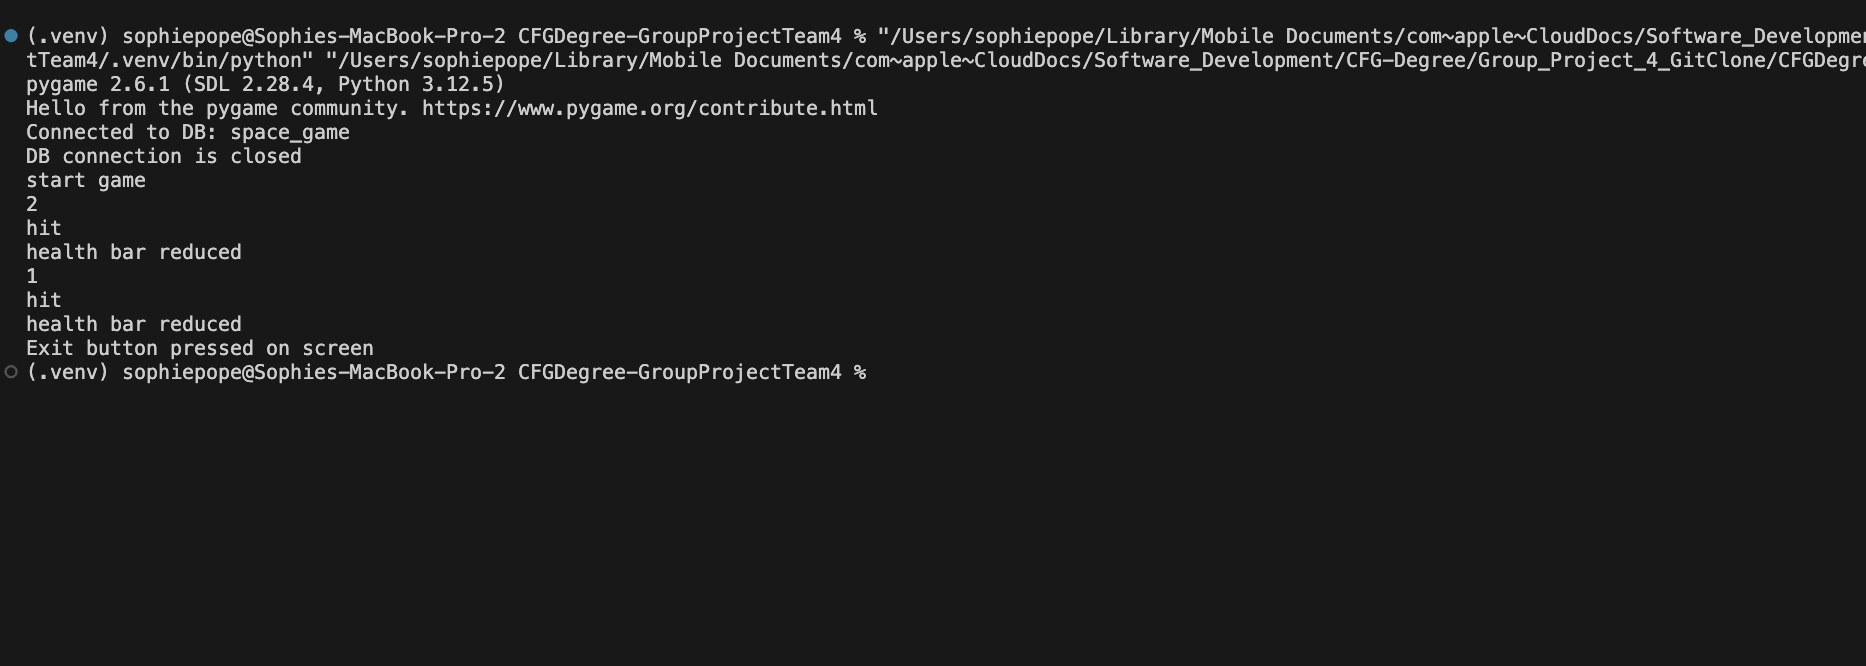 (.venv) sophiepope@Sophies-MacBook-Pro-2 CFGDegree-GroupProjectTeam4 % "/Users/sophiepope/Library/Mobile Documents/com~apple~CloudDocs/Software_Developmen
tTeam4/.venv/bin/python" "/Users/sophiepope/Library/Mobile Documents/com~apple~CloudDocs/Software_Development/CFG-Degree/Group_Project_4_GitClone/CFGDegre
pygame 2.6.1 (SDL 2.28.4, Python 3.12.5)
Hello from the pygame community. https://www.pygame.org/contribute.html
Connected to DB: space_game
DB connection is closed
start game
2
hit
health bar reduced
1
hit
health bar reduced
Exit button pressed on screen
(.venv) sophiepope@Sophies-MacBook-Pro-2 CFGDegree-GroupProjectTeam4 %